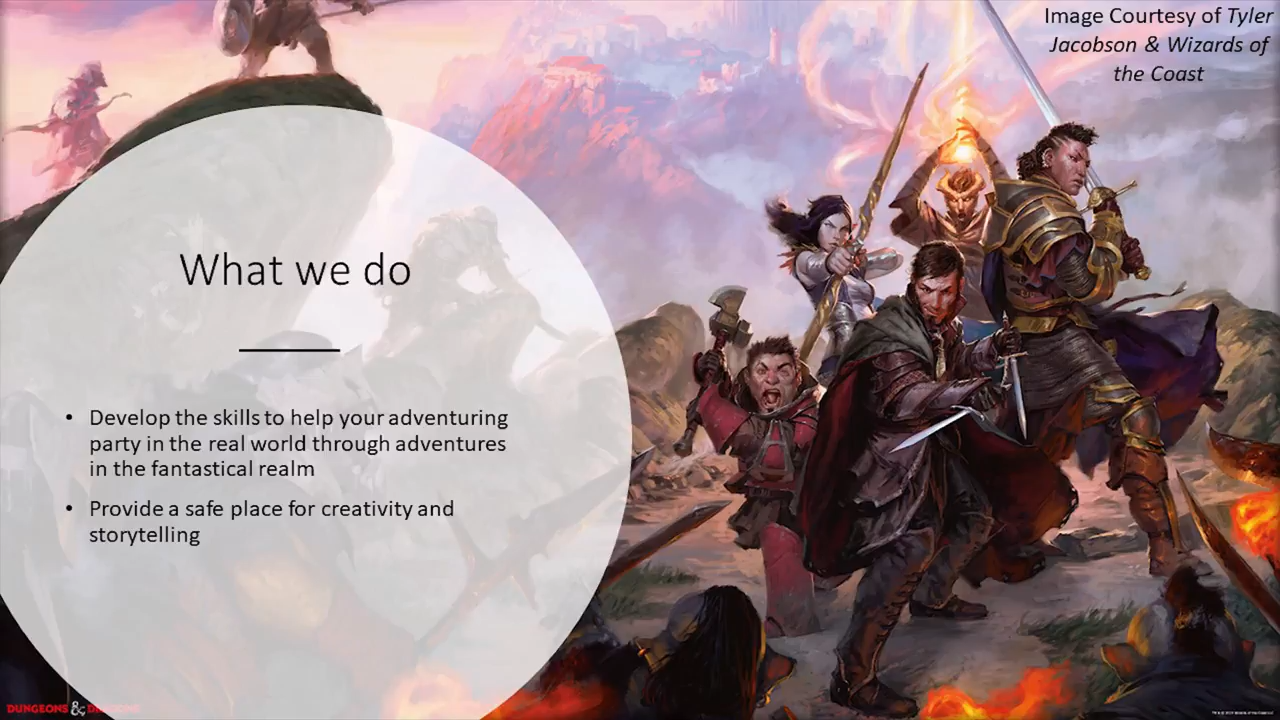 Image Courtesy of Tyler
Jacobson & Wizards of
the Coast
What we do
• Develop the skills to help your adventuring
party in the real world through adventures
in the fantastical realm
• Provide a safe place for creativity and
storytelling
DUNGEONS & DRAGONS